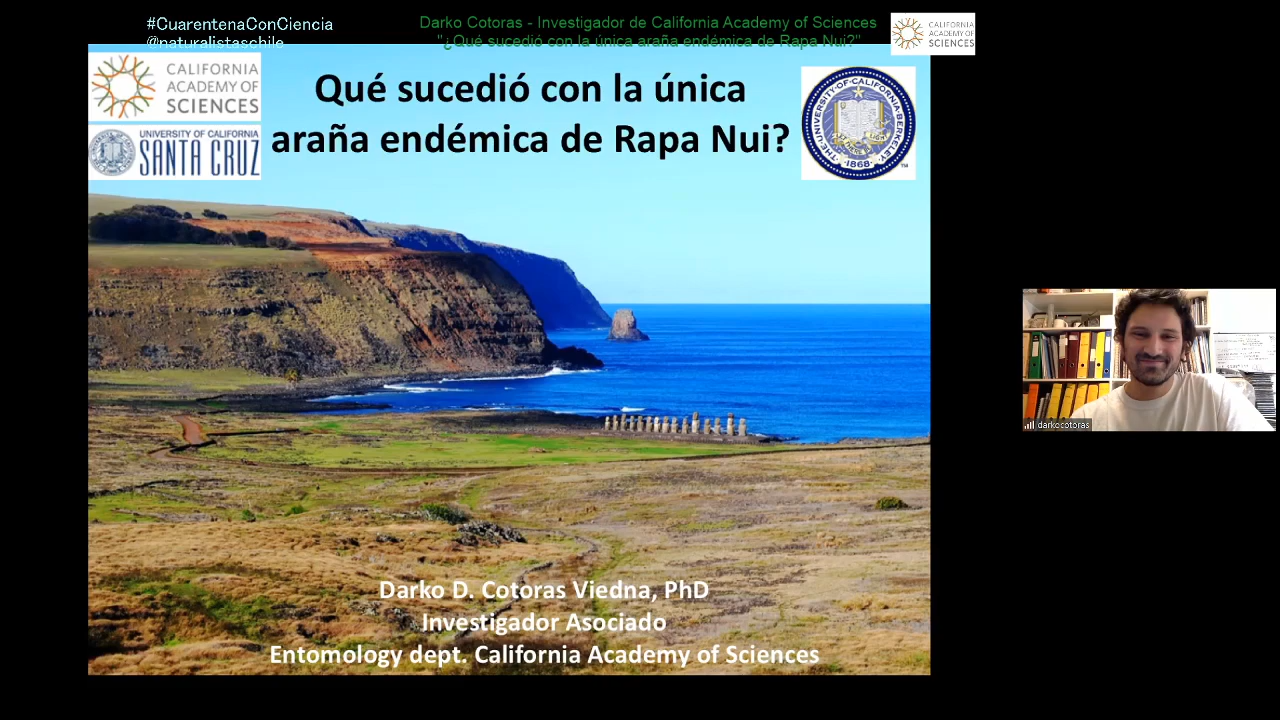 #CuarentenaConCiencia
@naturalistaschile
Darko Cotoras - Investigador de California Academy of Sciences
"¿Qué sucedió con la única araña endémica de Rapa Nui?"
CALIFORNIA
ACADEMY OF
SCIENCES
CALIFORNIA
ACADEMY OF
SCIENCES
UNIVERSITY OF CALIFORNIA
SANTA CRUZ
Qué sucedió con la única
araña endémica de Rapa Nui?
THE·UNIVERSITY·OF·CALIFORNIA·BERKELEY
·1868·
TM
Darko D. Cotoras Viedna, PhD
Investigador Asociado
Entomology dept. California Academy of Sciences
darkocotoras